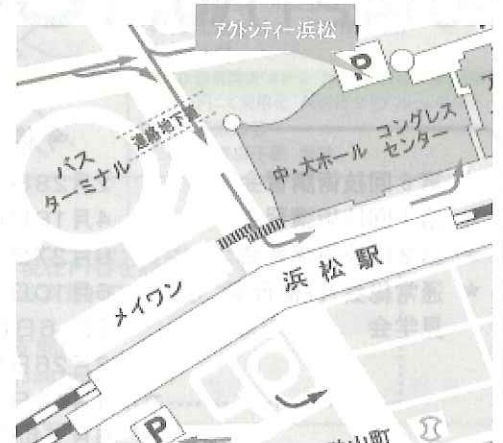 アクトシティー浜松
P
コングレス
センター
中・大ホール
連絡地下道
バス
ターミナル
浜松駅
メイワン
P
山町